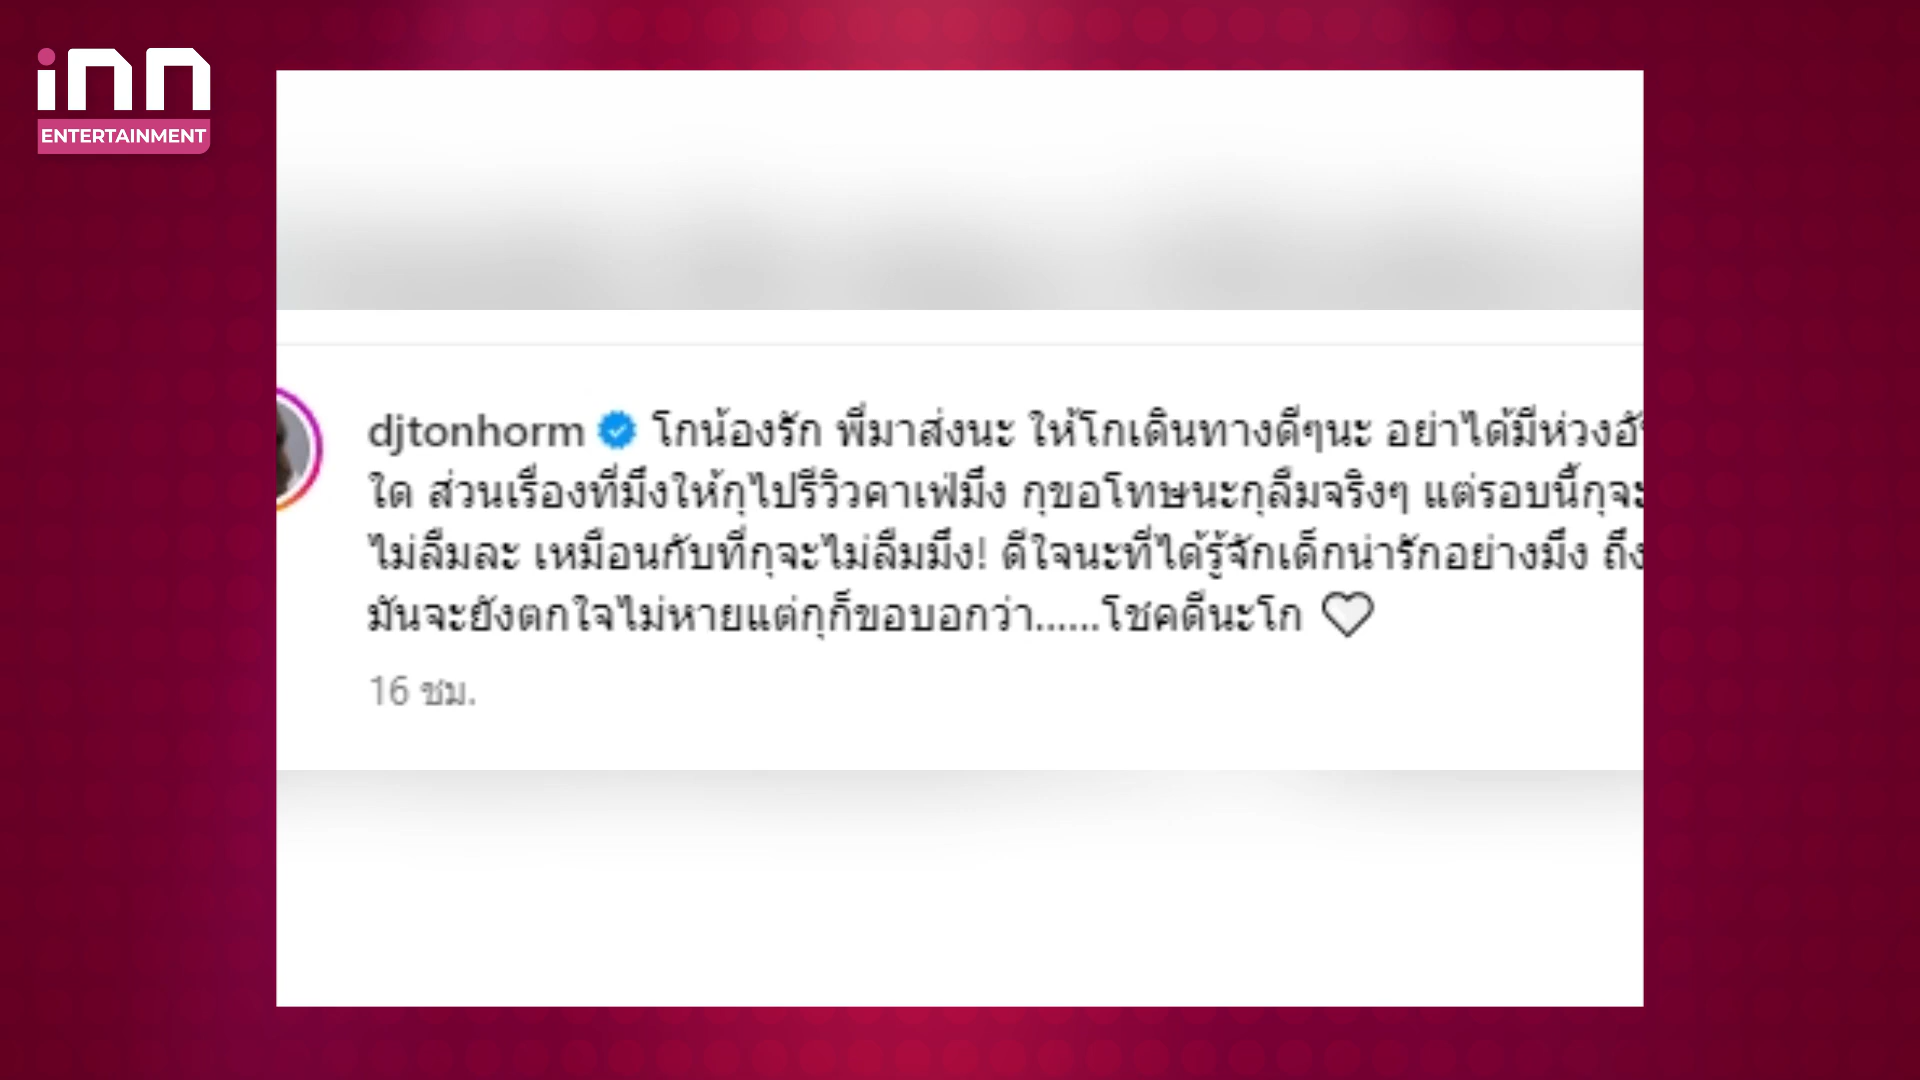 inn
ENTERTAINMENT
djtonhorm โกน้องรัก พี่มาส่งนะ ให้โกเดินทางดีๆนะ อย่าได้มีห่วงอั
ใด ส่วนเรื่องที่มึงให้กุไปรีวิวคาเฟ่มึง กุขอโทษนะกุลืมจริงๆ แต่รอบนี้กุจะ
ไม่ลืมละ เหมือนกับที่กุจะไม่ลืมมึง! ดีใจนะที่ได้รู้จักเด็กน่ารักอย่างมึง ถึง
มันจะยังตกใจไม่หายแต่กุก็ขอบอกว่า......โชคดีนะโก 🤍
16 ชม.